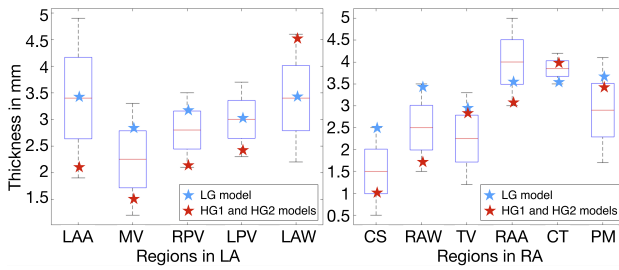 Thickness in mm
5
4.5
4
3.5
3
2.5
2
1.5
LG model
HG1 and HG2 models
LAA MV RPV LPV LAW
Regions in LA
5
4.5
4
3.5
3
2.5
2
1.5
1
0.5
LG model
HG1 and HG2 models
CS RAW TV RAA CT PM
Regions in RA